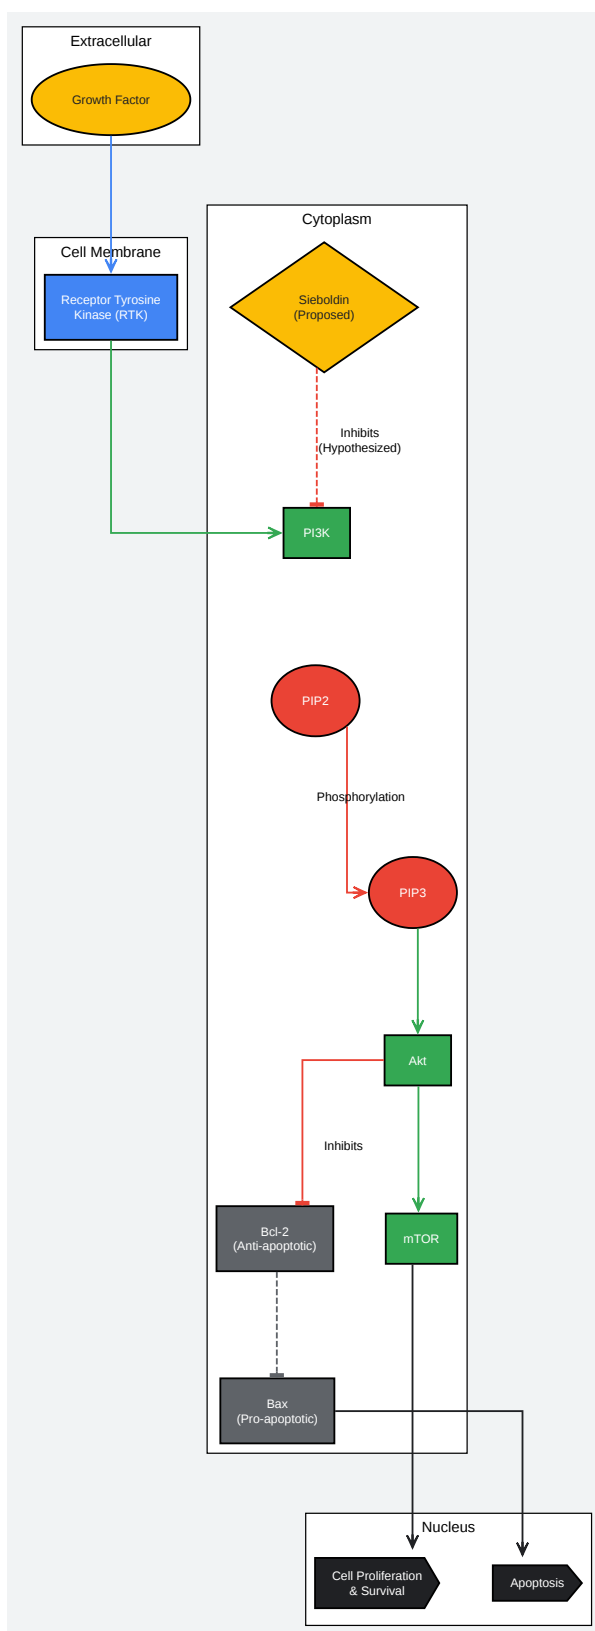 Extracellular
Growth Factor
Cytoplasm
Cell Membrane
Receptor Tyrosine
Kinase (RTK)
Sieboldin
(Proposed)
Inhibits
(Hypothesized)
PI3K
PIP2
Phosphorylation
PIP3
Akt
Inhibits
Bcl-2
(Anti-apoptotic)
mTOR
Bax
(Pro-apoptotic)
Nucleus
Cell Proliferation
& Survival
Apoptosis